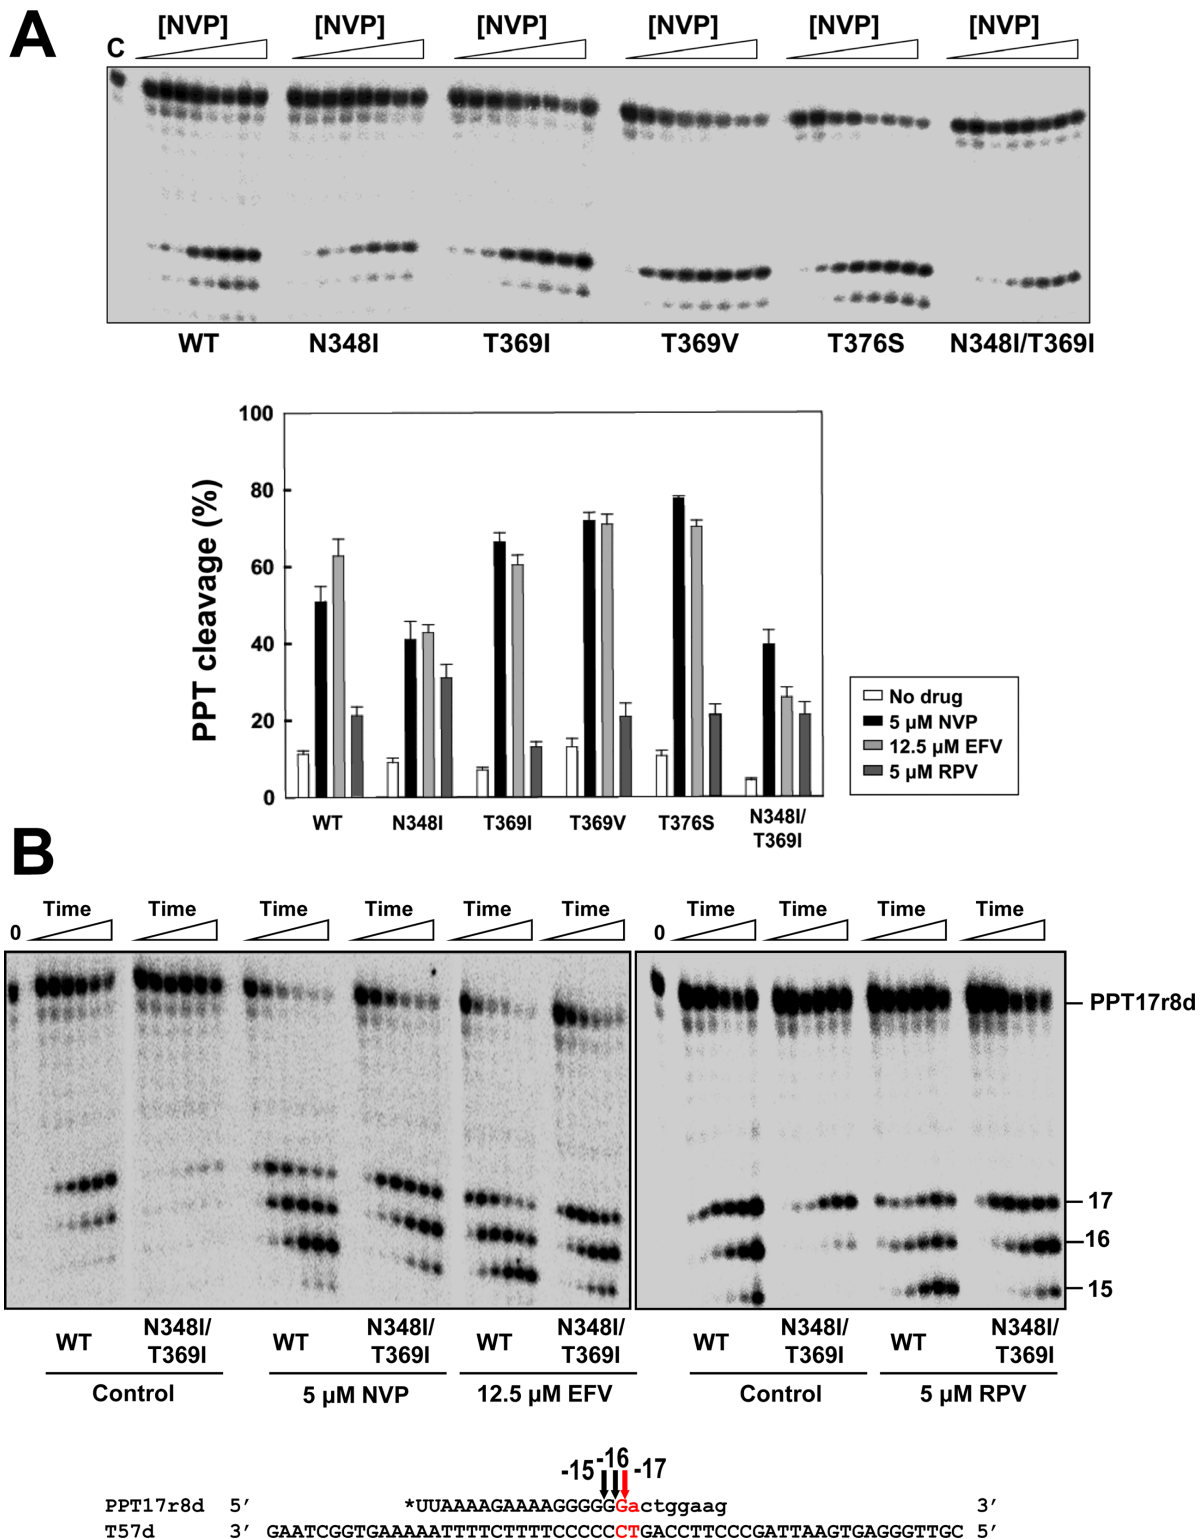 A
[NVP] [NVP] [NVP] [NVP] [NVP] [NVP]
C
WT N348I T369I T369V T376S N348I/T369I
PPT cleavage (%)
100
80
60
40
20
0
WT N348I T369I T369V T376S N348I/
T369I
No drug
5 µM NVP
12.5 µM EFV
5 µM RPV
B
Time Time Time Time Time Time Time Time Time Time
0 0
PPT17r8d
17
16
15
WT N348I/ WT N348I/ WT N348I/ WT N348I/ WT N348I/
T369I T369I T369I T369I T369I
Control 5 µM NVP 12.5 µM EFV Control 5 µM RPV
-15 -16 -17
PPT17r8d 5′ *UUAAAAGAAAAGGGGGGactggaag 3′
T57d 3′ GAATCGGTGAAAAATTTTCTTTTCCCCCCTGACCTTCCCGATTAAGTGAGGGTTGC 5′